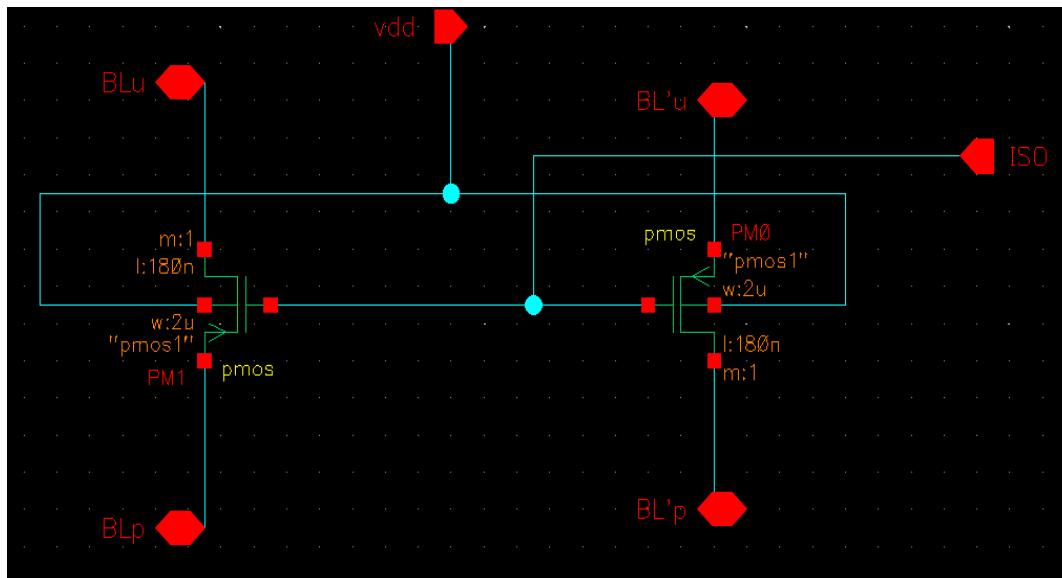 vdd
BLu
BL'u
ISO
m:1
l:180n
w:2u
"pmos1"
PM1
pmos
pmos
PM0
"pmos1"
w:2u
l:180n
m:1
BLp
BL'p